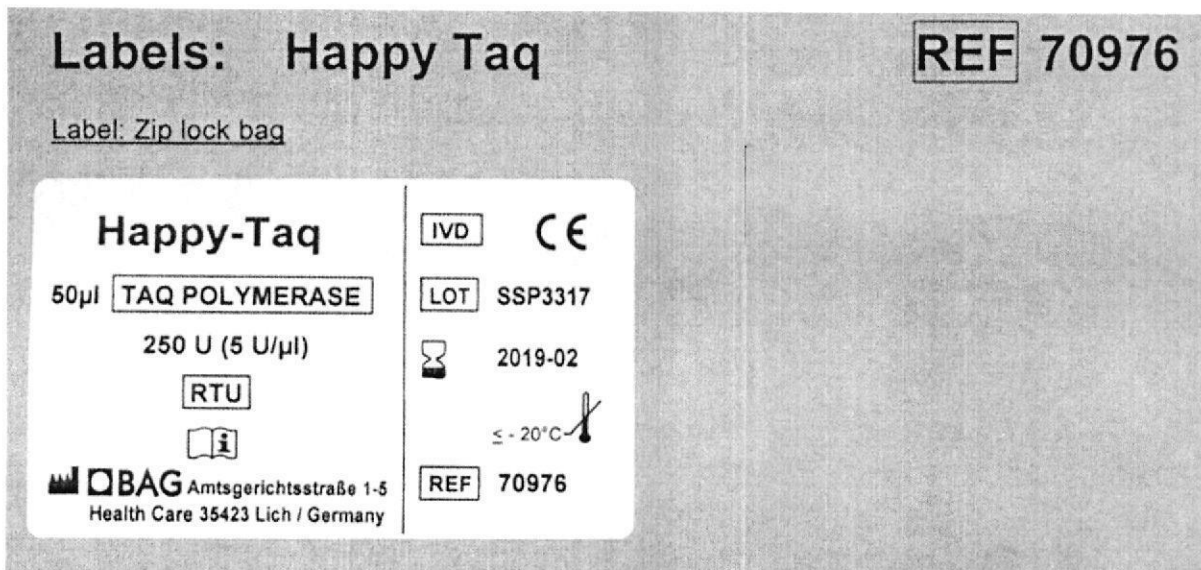 Labels: Happy Taq REF 70976
Label: Zip lock bag
Happy-Taq
50µl TAQ POLYMERASE
250 U (5 U/µl)
RTU
i
BAG Amtsgerichtsstraße 1-5
Health Care 35423 Lich / Germany
IVD CE
LOT SSP3317
2019-02
≤ - 20°C
REF 70976